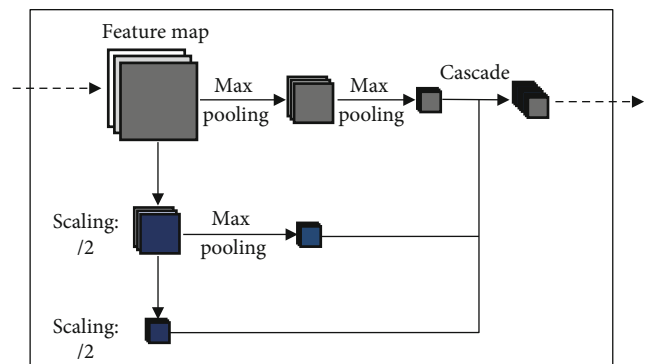 Feature map
Max
pooling
Max
pooling
Cascade
Scaling:
/2
Max
pooling
Scaling:
/2